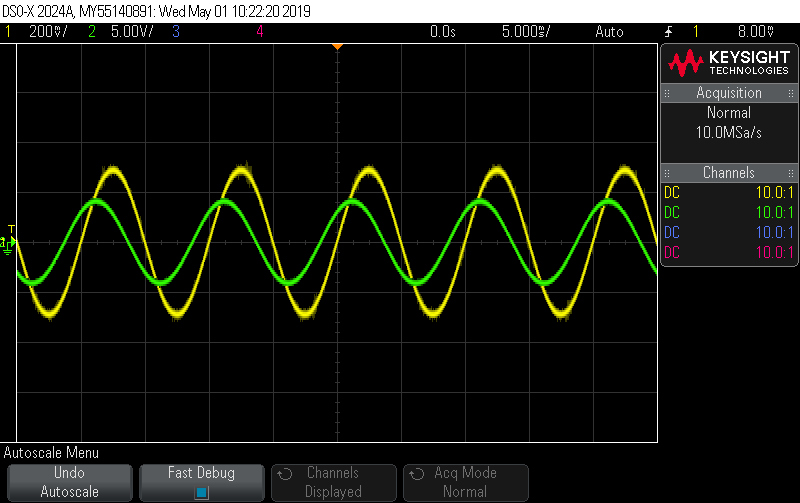 DSO-X 2024A, MY55140891: Wed May 01 10:22:20 2019
1 200mV/ 2 5.00V/ 3 4 0.0s 5.000ms/ Auto 1 8.00mV
KEYSIGHT
TECHNOLOGIES
Acquisition
Normal
10.0MSa/s
Channels
DC 10.0:1
DC 10.0:1
DC 10.0:1
DC 10.0:1
T
Autoscale Menu
Undo
Autoscale
Fast Debug
Channels
Displayed
Acq Mode
Normal